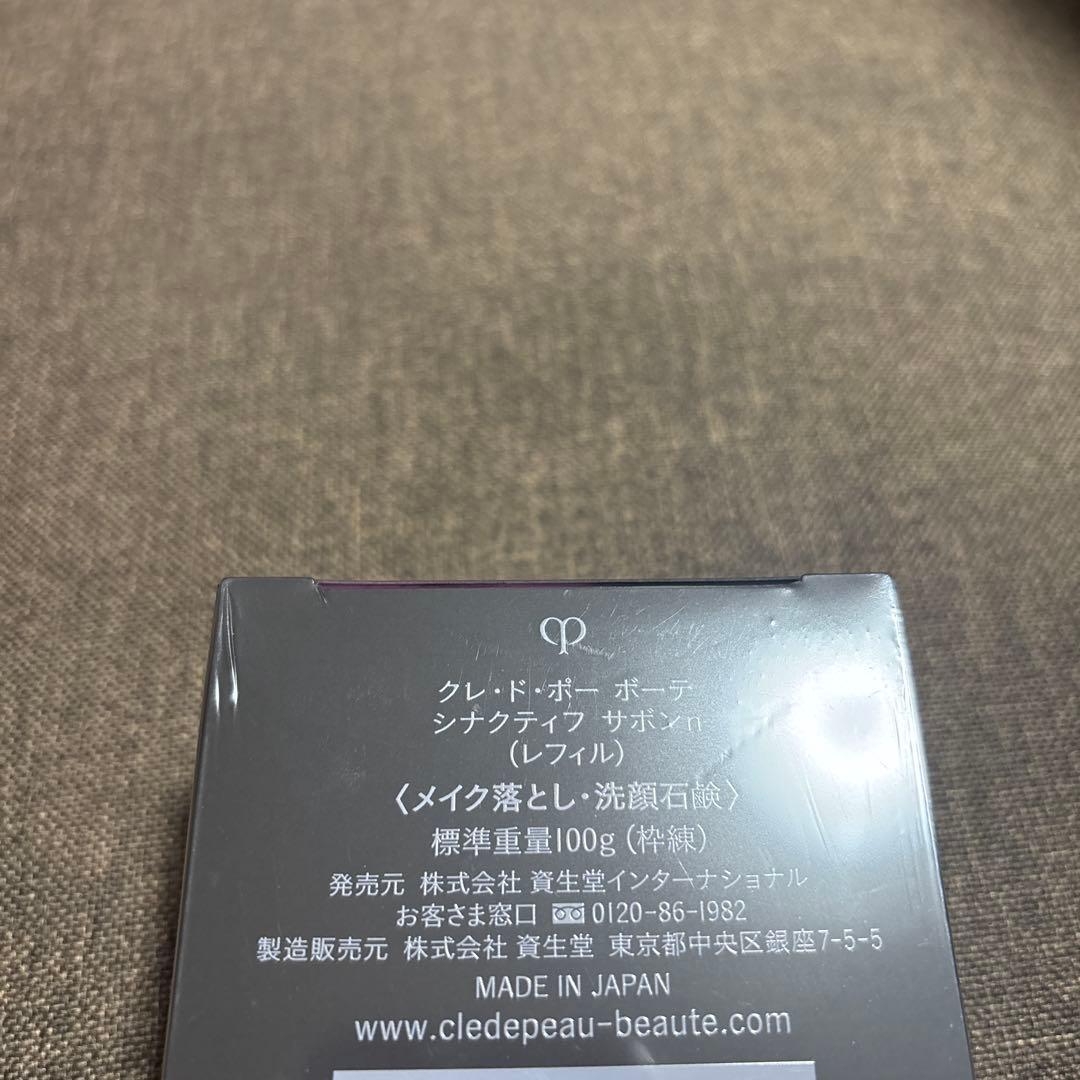 クレ・ド・ポー ボーテ
シナクティフ サボンn
(レフィル)
〈メイク落とし・洗顔石鹸〉
標準重量100g (枠練)
発売元 株式会社 資生堂インターナショナル
お客さま窓口 0120-86-1982
製造販売元 株式会社 資生堂 東京都中央区銀座7-5-5
MADE IN JAPAN
www.cledepeau-beaute.com